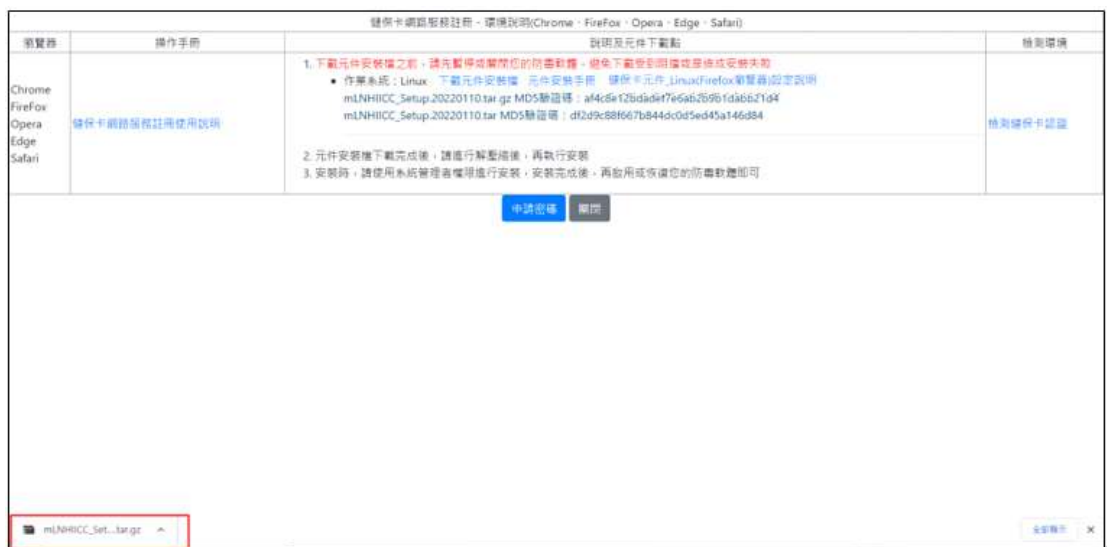 健保卡網路服務註冊 - 環境說明(Chrome、FireFox、Opera、Edge、Safari)
瀏覽器 操作手冊 說明及元件下載點 檢測環境
Chrome
FireFox
Opera
Edge
Safari
健保卡網路服務註冊使用說明
1. 下載元件安裝檔之前，請先暫停或關閉您的防毒軟體，避免下載受到阻擋或是造成安裝失敗
• 作業系統：Linux 下載元件安裝檔 元件安裝手冊 健保卡元件_Linux(Firefox瀏覽器)設定說明
mLNHIICC_Setup.20220110.tar.gz MD5驗證碼：af4c8e12bdadef7e6ab2b9b1dabb21d4
mLNHIICC_Setup.20220110.tar MD5驗證碼：df2d9c88f667b844dc0d5ed45a146d84
2. 元件安裝檔下載完成後，請進行解壓縮後，再執行安裝
3. 安裝時，請使用系統管理者權限進行安裝，安裝完成後，再啟用或恢復您的防毒軟體即可
檢測健保卡認證
申請密碼 關閉
mLNHIICC_Set....tar.gz 全部顯示